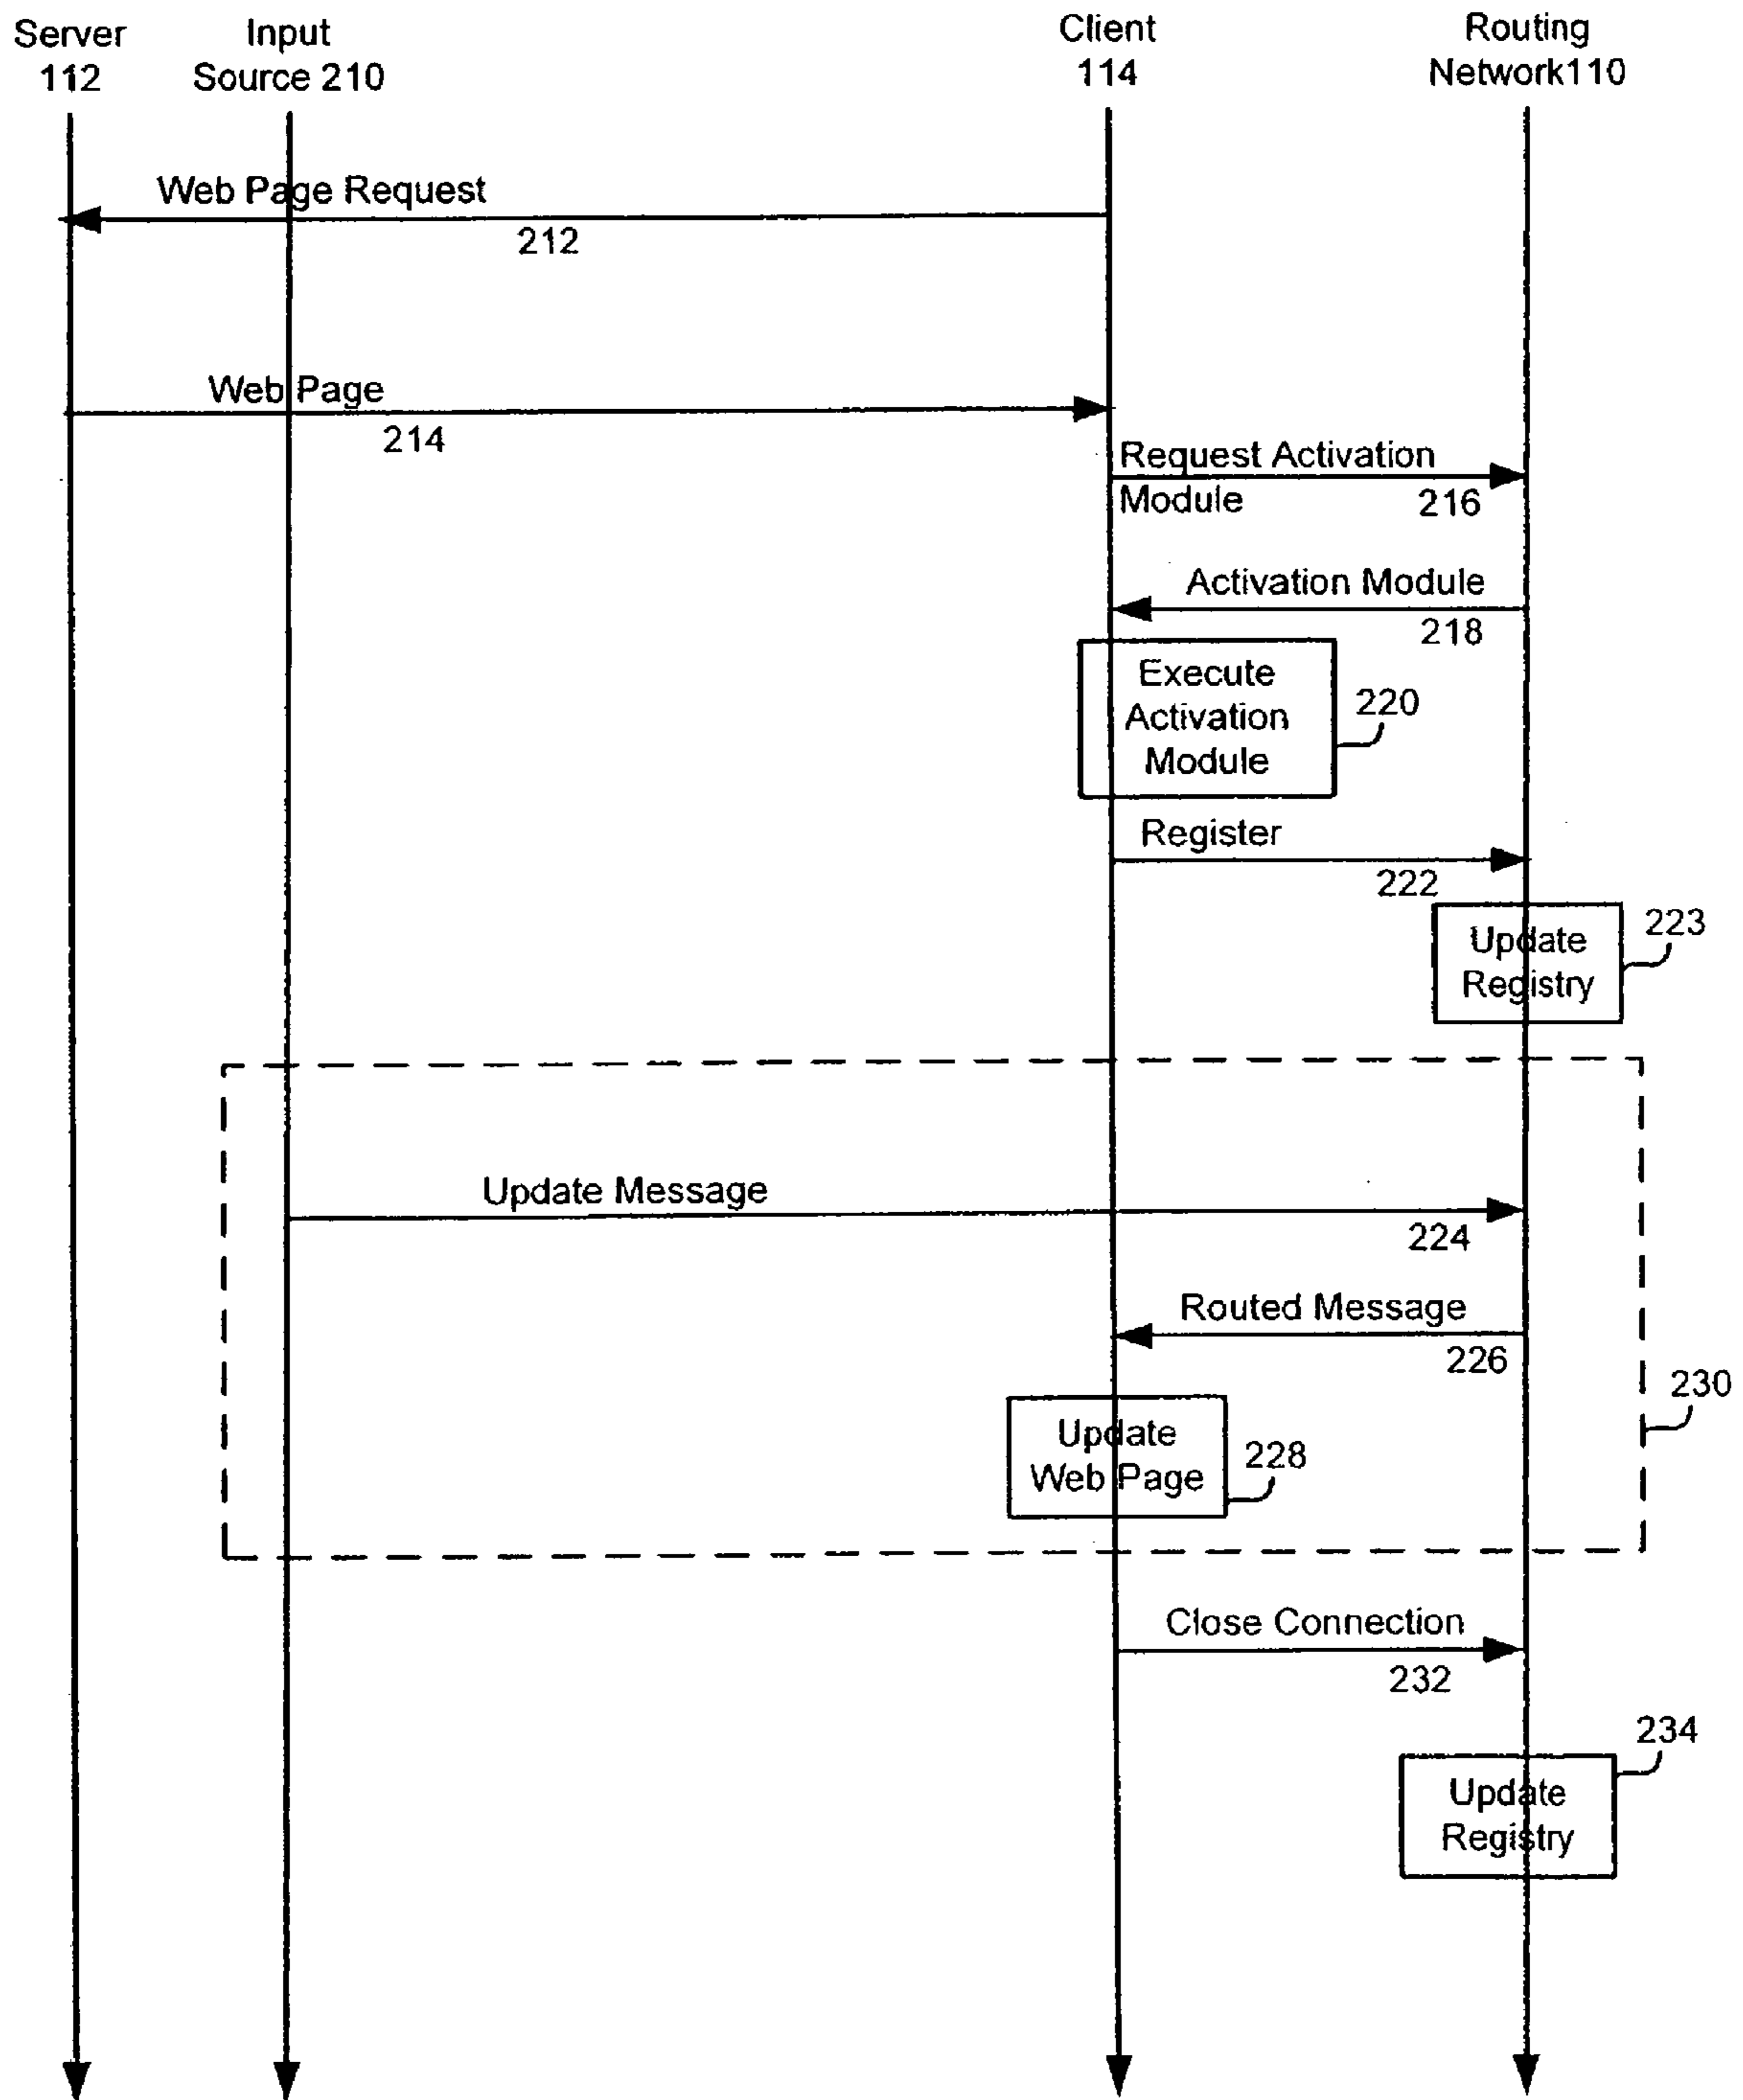 Server
112
Input
Source 210
Client
114
Routing
Network110
Web Page Request
212
Web Page
214
Request Activation
Module
216
Activation Module
218
Execute
Activation
Module
220
Register
222
Update
Registry
223
Update Message
224
Routed Message
226
Update
Web Page
228
230
Close Connection
232
234
Update
Registry